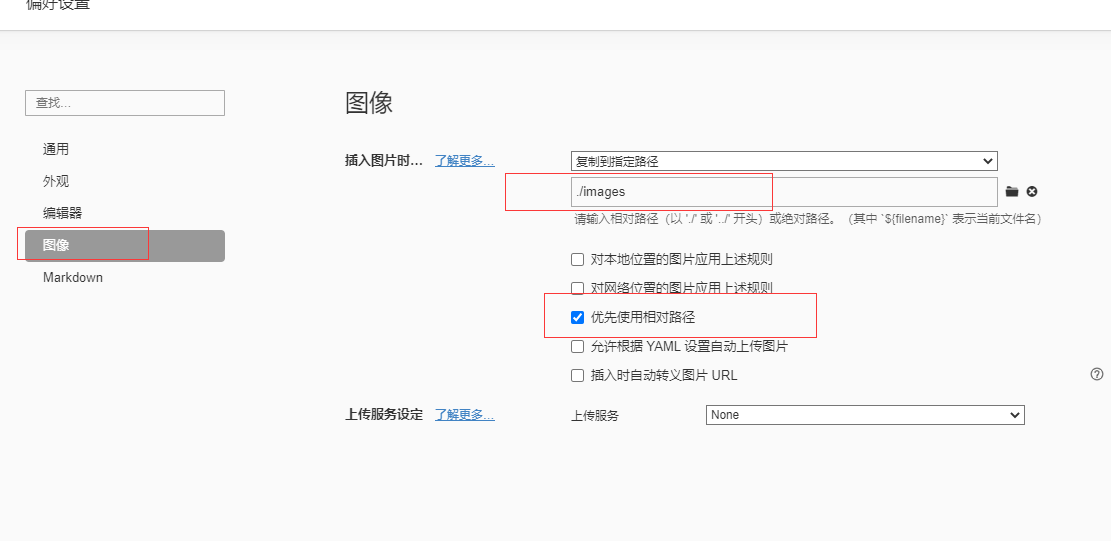 偏好设置
查找...
通用
外观
编辑器
图像
Markdown
图像
插入图片时... 了解更多... 复制到指定路径
./images
请输入相对路径（以 './' 或 '../' 开头）或绝对路径。（其中 `${filename}` 表示当前文件名）
对本地位置的图片应用上述规则
对网络位置的图片应用上述规则
优先使用相对路径
允许根据 YAML 设置自动上传图片
插入时自动转义图片 URL
上传服务设定 了解更多... 上传服务 None